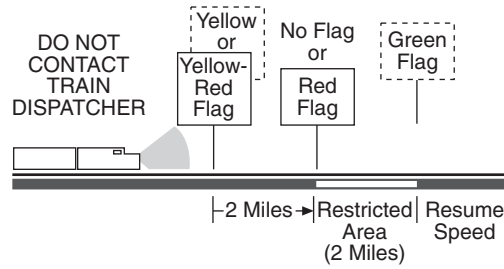 DO NOT
CONTACT
TRAIN
DISPATCHER
Yellow
or
Yellow-
Red
Flag
No Flag
or
Red
Flag
Green
Flag
2 Miles
Restricted
Area
(2 Miles)
Resume
Speed